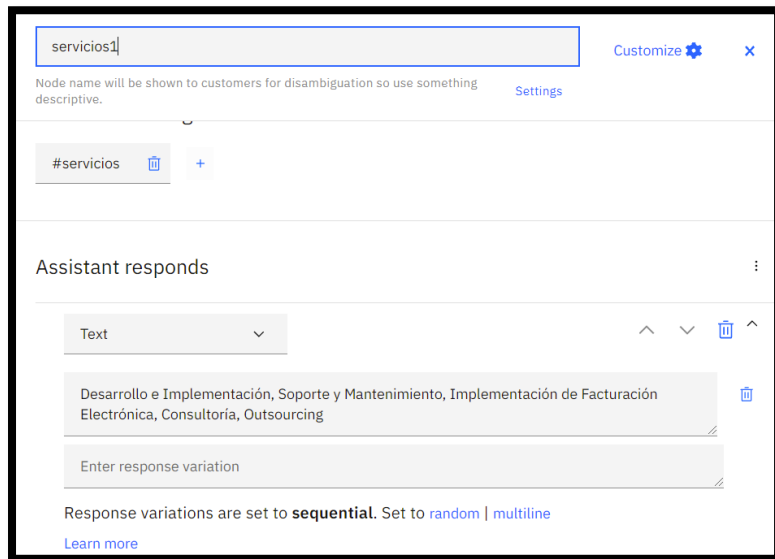 servicios1
Customize
Node name will be shown to customers for disambiguation so use something
descriptive.
Settings
#servicios
Assistant responds
Text
Desarrollo e Implementación, Soporte y Mantenimiento, Implementación de Facturación
Electrónica, Consultoría, Outsourcing
Enter response variation
Response variations are set to sequential. Set to random | multiline
Learn more